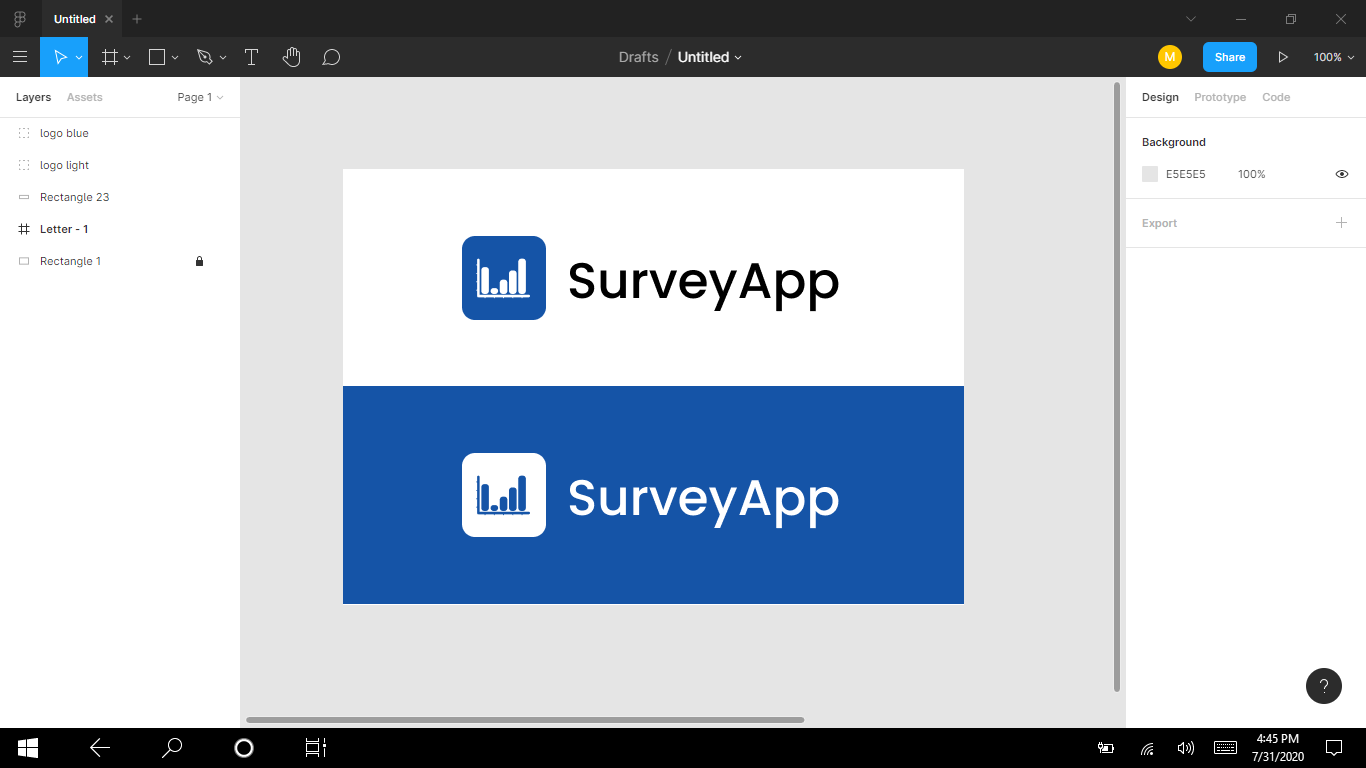 Untitled
Drafts / Untitled
M
Share
100%
Layers
Assets
Page 1
logo blue
logo light
Rectangle 23
Letter - 1
Rectangle 1
SurveyApp
SurveyApp
Design
Prototype
Code
Background
E5E5E5
100%
Export
?
4:45 PM
7/31/2020